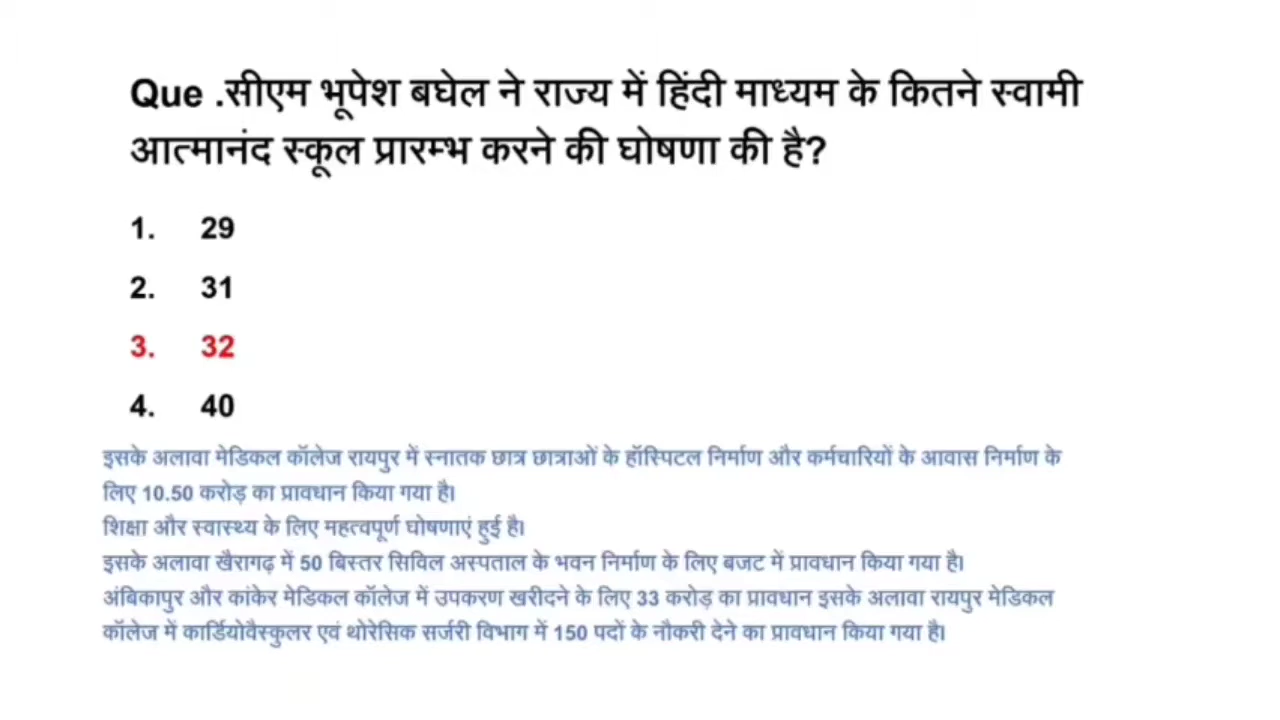 Que .सीएम भूपेश बघेल ने राज्य में हिंदी माध्यम के कितने स्वामी
आत्मानंद स्कूल प्रारम्भ करने की घोषणा की है?
1. 29
2. 31
3. 32
4. 40
इसके अलावा मेडिकल कॉलेज रायपुर में स्नातक छात्र छात्राओं के हॉस्पिटल निर्माण और कर्मचारियों के आवास निर्माण के
लिए 10.50 करोड़ का प्रावधान किया गया है।
शिक्षा और स्वास्थ्य के लिए महत्वपूर्ण घोषणाएं हुई है।
इसके अलावा खैरागढ़ में 50 बिस्तर सिविल अस्पताल के भवन निर्माण के लिए बजट में प्रावधान किया गया है।
अंबिकापुर और कांकेर मेडिकल कॉलेज में उपकरण खरीदने के लिए 33 करोड़ का प्रावधान इसके अलावा रायपुर मेडिकल
कॉलेज में कार्डियोवैस्कुलर एवं थोरेसिक सर्जरी विभाग में 150 पदों के नौकरी देने का प्रावधान किया गया है।